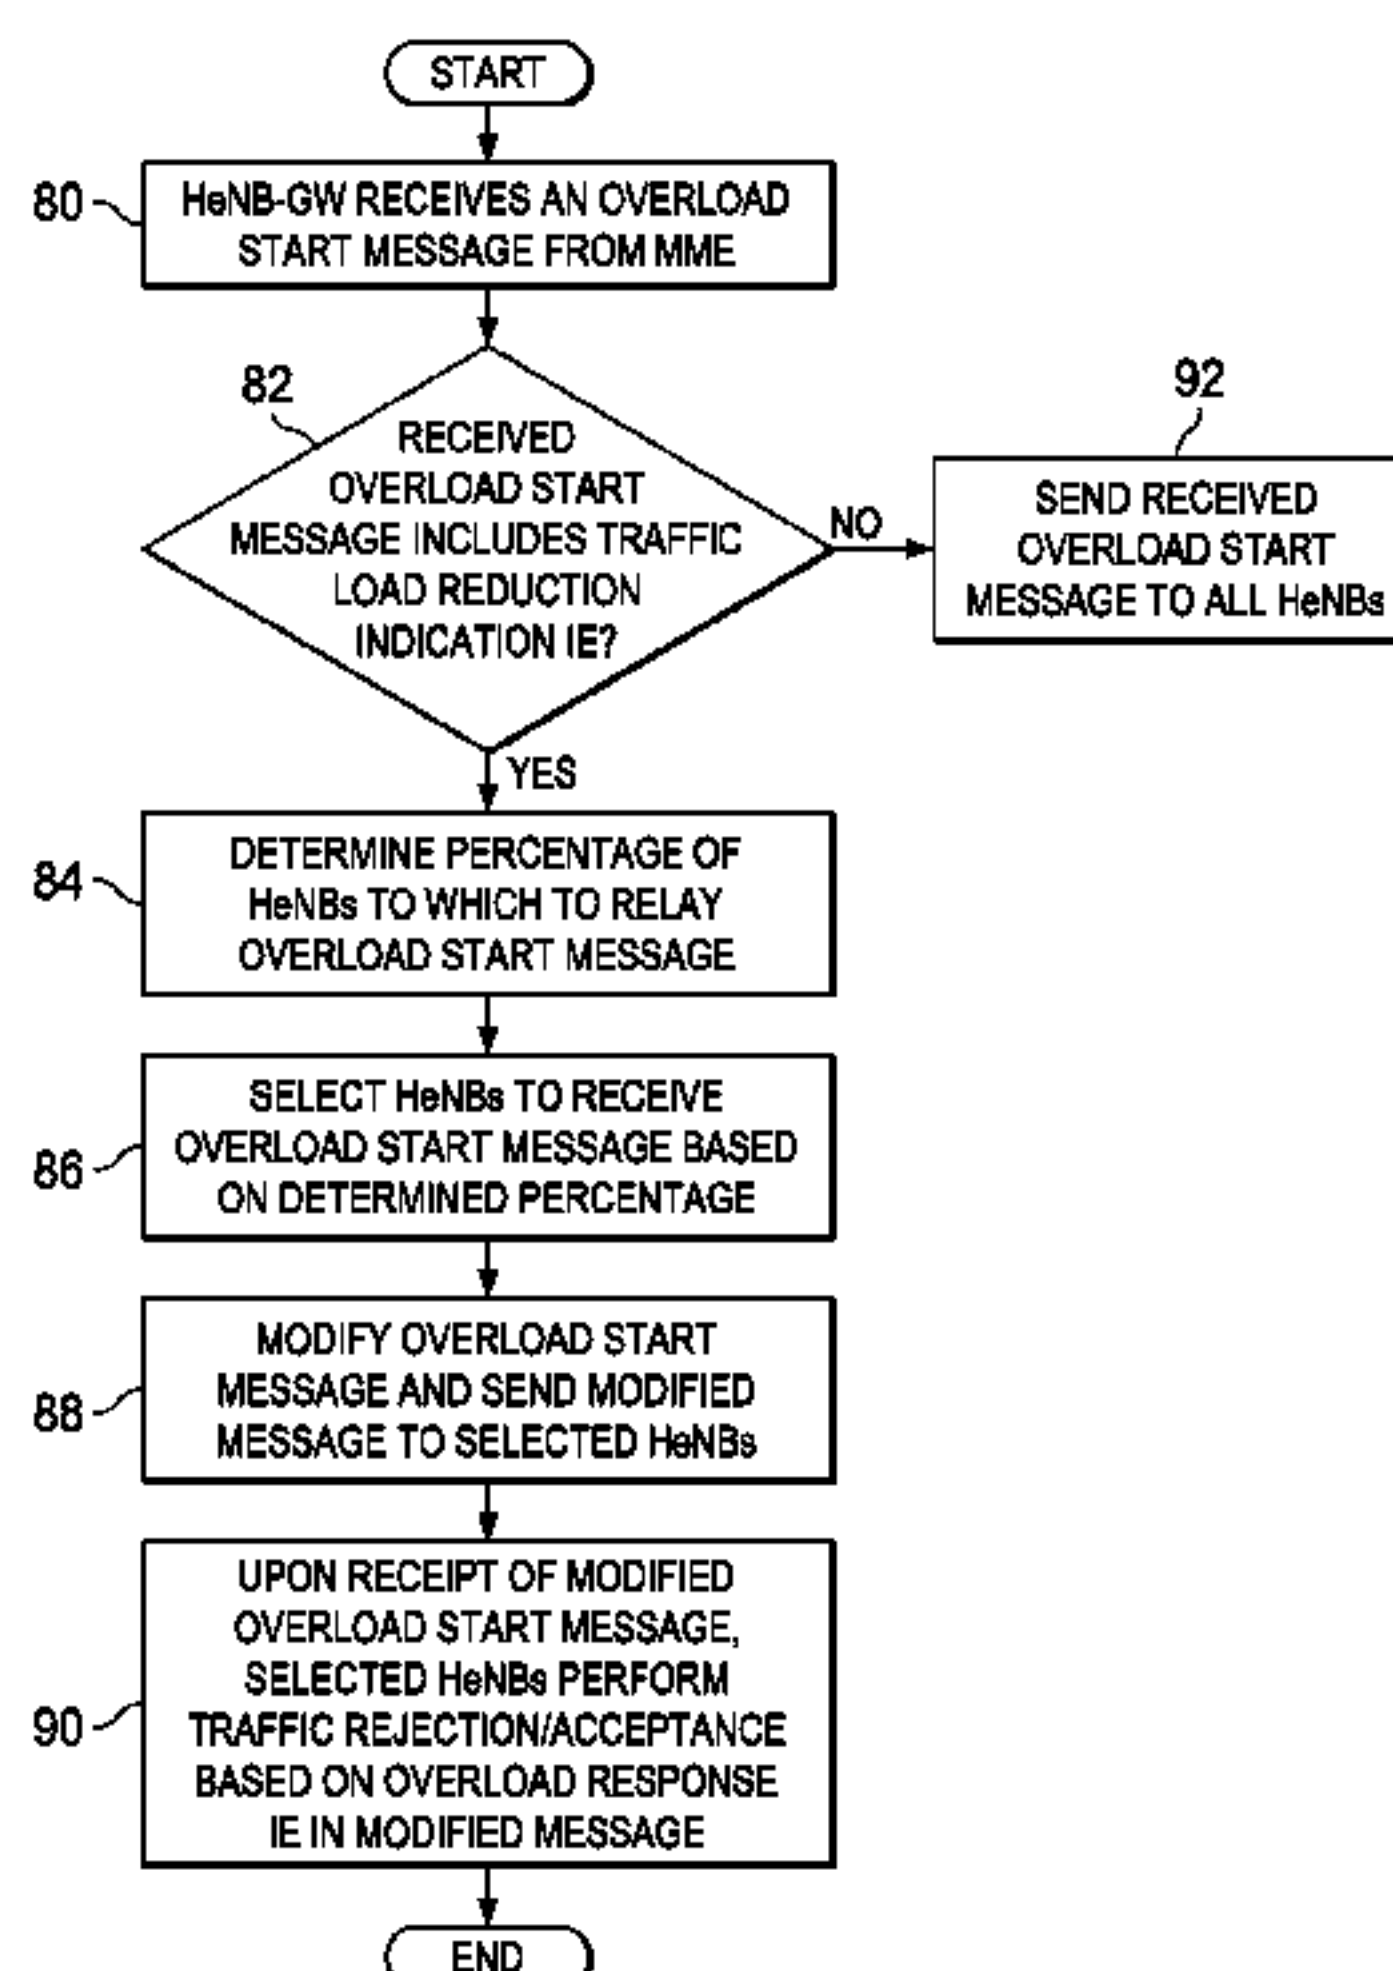 START
80
HeNB-GW RECEIVES AN OVERLOAD
START MESSAGE FROM MME
82
RECEIVED
OVERLOAD START
MESSAGE INCLUDES TRAFFIC
LOAD REDUCTION
INDICATION IE?
NO
92
SEND RECEIVED
OVERLOAD START
MESSAGE TO ALL HeNBs
YES
84
DETERMINE PERCENTAGE OF
HeNBs TO WHICH TO RELAY
OVERLOAD START MESSAGE
86
SELECT HeNBs TO RECEIVE
OVERLOAD START MESSAGE BASED
ON DETERMINED PERCENTAGE
88
MODIFY OVERLOAD START
MESSAGE AND SEND MODIFIED
MESSAGE TO SELECTED HeNBs
90
UPON RECEIPT OF MODIFIED
OVERLOAD START MESSAGE,
SELECTED HeNBs PERFORM
TRAFFIC REJECTION/ACCEPTANCE
BASED ON OVERLOAD RESPONSE
IE IN MODIFIED MESSAGE
END